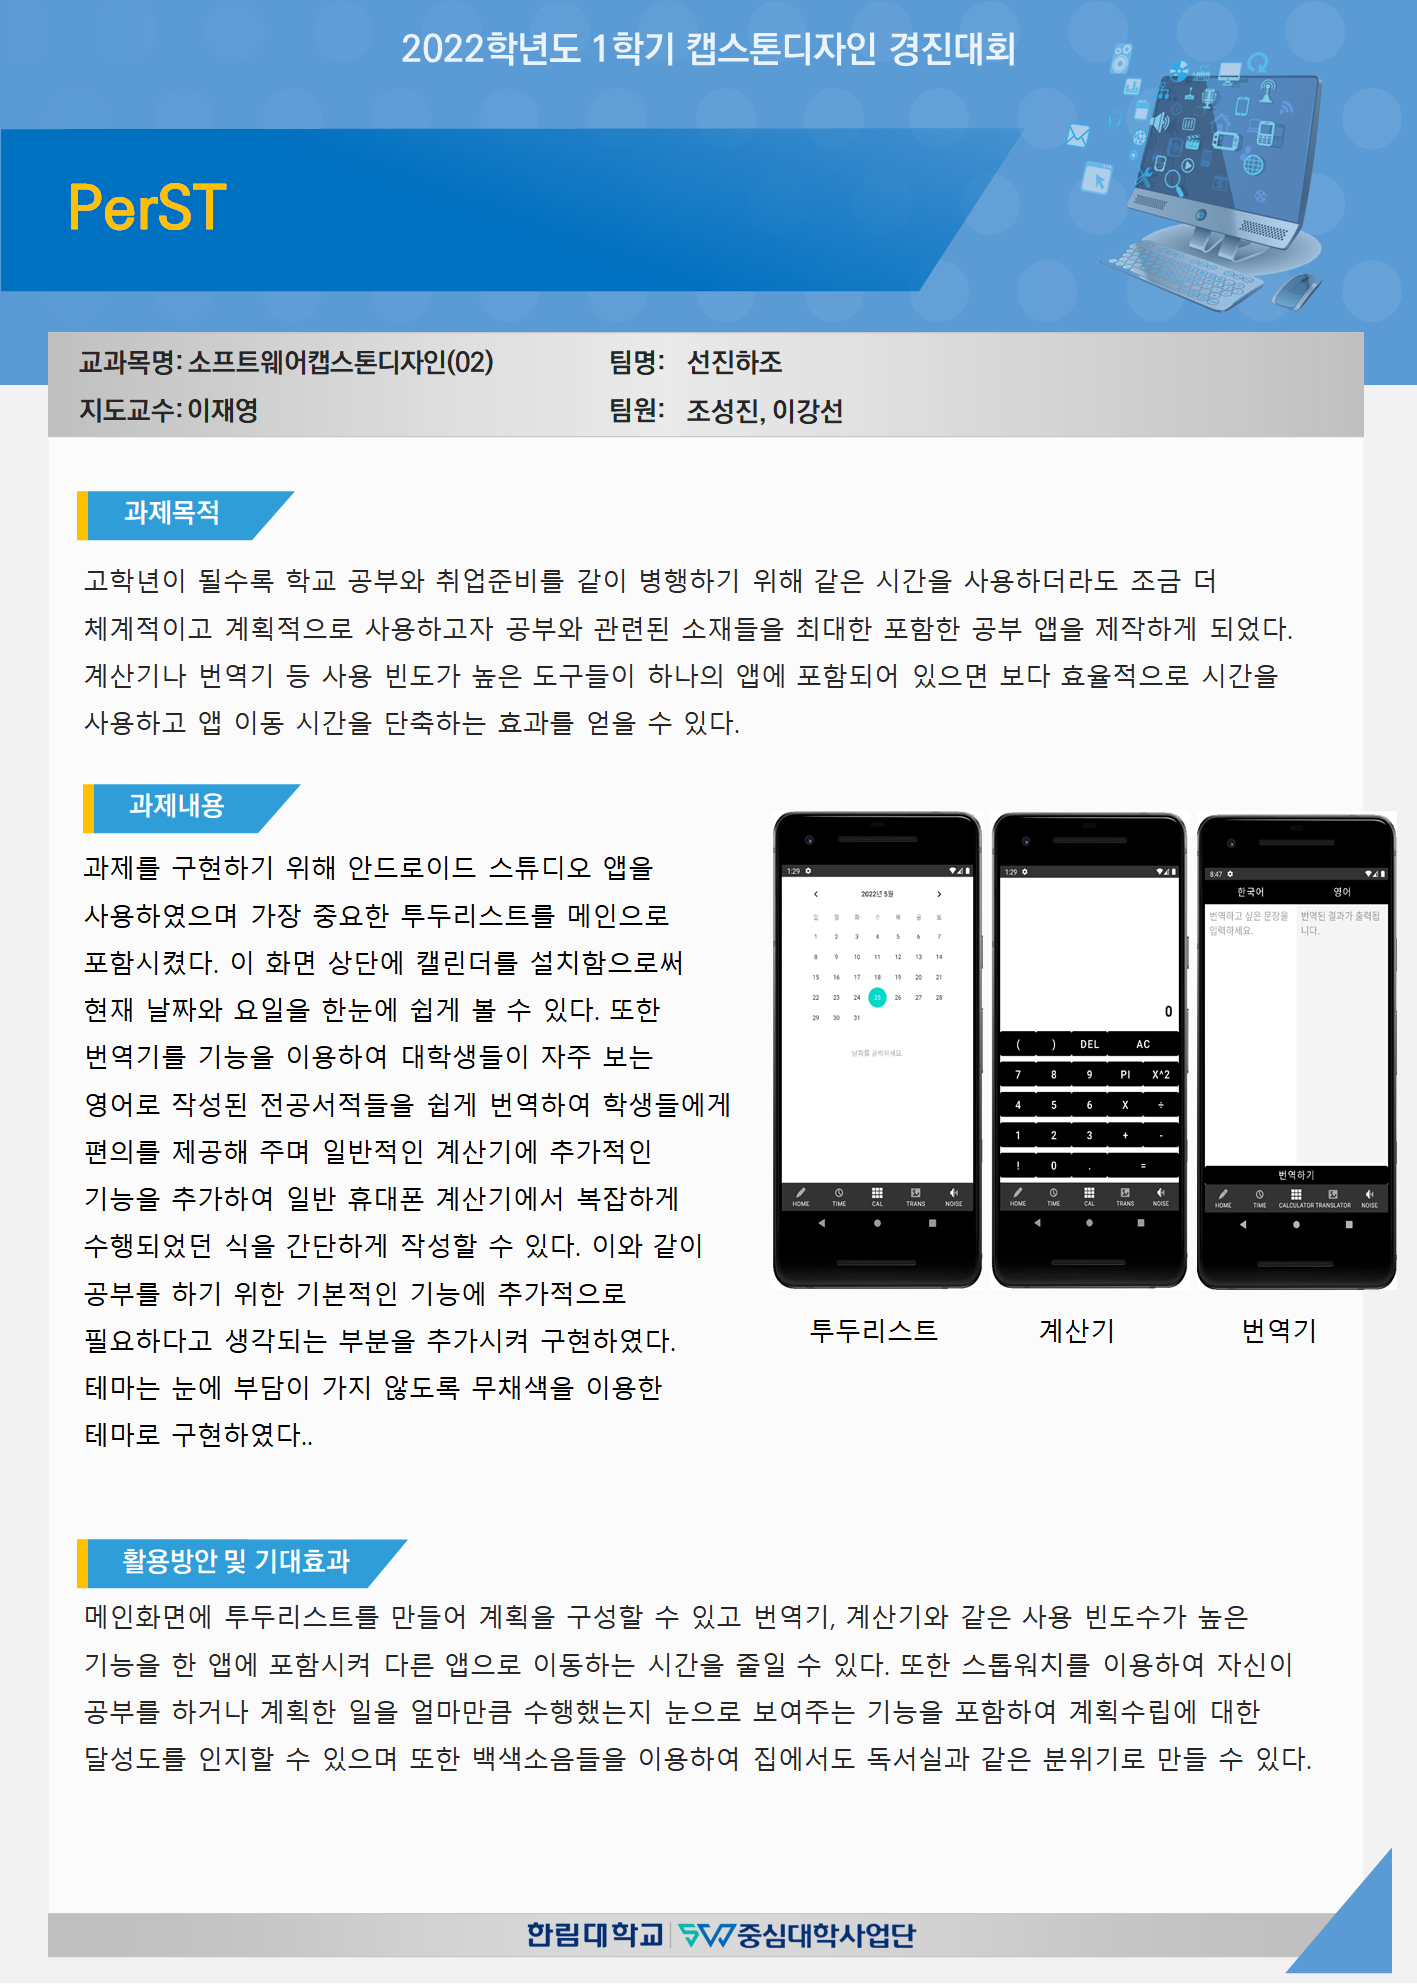 2022학년도 1학기 캡스톤디자인 경진대회
PerST
교과목명: 소프트웨어캡스톤디자인(02)
팀명: 선진하조
지도교수: 이재영
팀원: 조성진, 이강선
과제목적
고학년이 될수록 학교 공부와 취업준비를 같이 병행하기 위해 같은 시간을 사용하더라도 조금 더
체계적이고 계획적으로 사용하고자 공부와 관련된 소재들을 최대한 포함한 공부 앱을 제작하게 되었다.
계산기나 번역기 등 사용 빈도가 높은 도구들이 하나의 앱에 포함되어 있으면 보다 효율적으로 시간을
사용하고 앱 이동 시간을 단축하는 효과를 얻을 수 있다.
과제내용
과제를 구현하기 위해 안드로이드 스튜디오 앱을
사용하였으며 가장 중요한 투두리스트를 메인으로
포함시켰다. 이 화면 상단에 캘린더를 설치함으로써
현재 날짜와 요일을 한눈에 쉽게 볼 수 있다. 또한
번역기를 기능을 이용하여 대학생들이 자주 보는
영어로 작성된 전공서적들을 쉽게 번역하여 학생들에게
편의를 제공해 주며 일반적인 계산기에 추가적인
기능을 추가하여 일반 휴대폰 계산기에서 복잡하게
수행되었던 식을 간단하게 작성할 수 있다. 이와 같이
공부를 하기 위한 기본적인 기능에 추가적으로
필요하다고 생각되는 부분을 추가시켜 구현하였다.
테마는 눈에 부담이 가지 않도록 무채색을 이용한
테마로 구현하였다..
1:29
2022년 5월
일 월 화 수 목 금 토
1 2 3 4 5 6 7
8 9 10 11 12 13 14
15 16 17 18 19 20 21
22 23 24 25 26 27 28
29 30 31
날짜를 클릭하세요.
HOME TIME CAL TRANS NOISE
투두리스트
1:29
0
( ) DEL AC
7 8 9 PI X^2
4 5 6 X ÷
1 2 3 + -
! 0 . =
HOME TIME CAL TRANS NOISE
계산기
8:47
한국어 영어
번역하고 싶은 문장을
입력하세요.
번역된 결과가 출력됩
니다.
번역하기
HOME TIME CALCULATOR TRANSLATOR NOISE
번역기
활용방안 및 기대효과
메인화면에 투두리스트를 만들어 계획을 구성할 수 있고 번역기, 계산기와 같은 사용 빈도수가 높은
기능을 한 앱에 포함시켜 다른 앱으로 이동하는 시간을 줄일 수 있다. 또한 스톱워치를 이용하여 자신이
공부를 하거나 계획한 일을 얼마만큼 수행했는지 눈으로 보여주는 기능을 포함하여 계획수립에 대한
달성도를 인지할 수 있으며 또한 백색소음들을 이용하여 집에서도 독서실과 같은 분위기로 만들 수 있다.
한림대학교 SW중심대학사업단